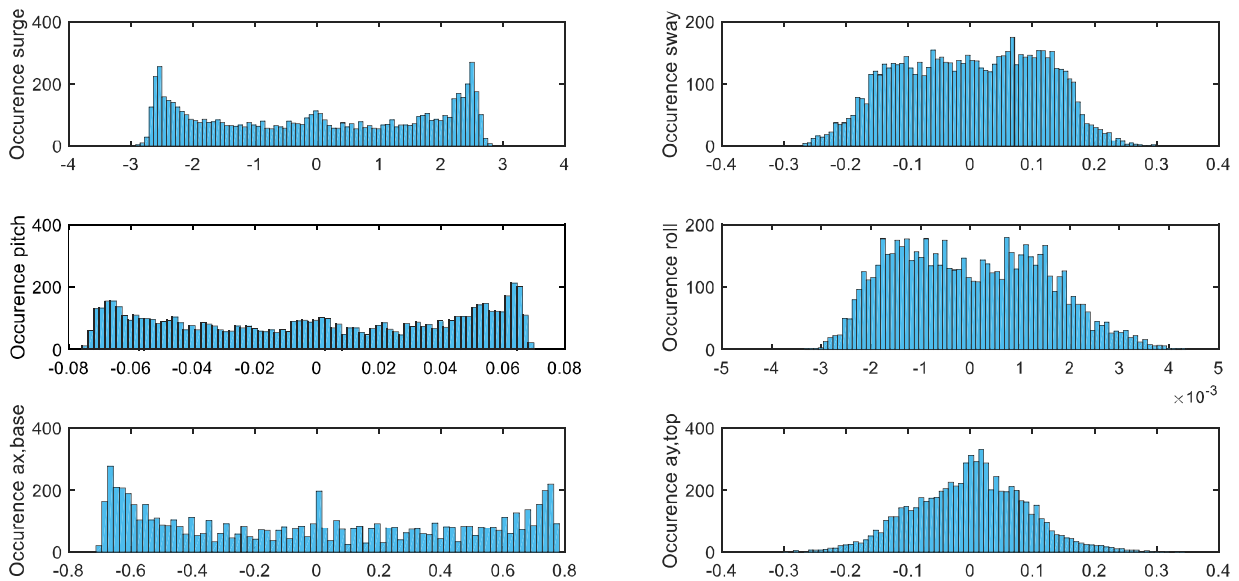 Occurence surge
400
200
0
-4 -3 -2 -1 0 1 2 3 4
Occurence sway
200
100
0
-0.4 -0.3 -0.2 -0.1 0 0.1 0.2 0.3 0.4
Occurence pitch
400
200
0
-0.08 -0.06 -0.04 -0.02 0 0.02 0.04 0.06 0.08
Occurence roll
200
100
0
-5 -4 -3 -2 -1 0 1 2 3 4 5
×10-3
Occurence ax,base
400
200
0
-0.8 -0.6 -0.4 -0.2 0 0.2 0.4 0.6 0.8
Occurence ay,top
400
200
0
-0.4 -0.3 -0.2 -0.1 0 0.1 0.2 0.3 0.4